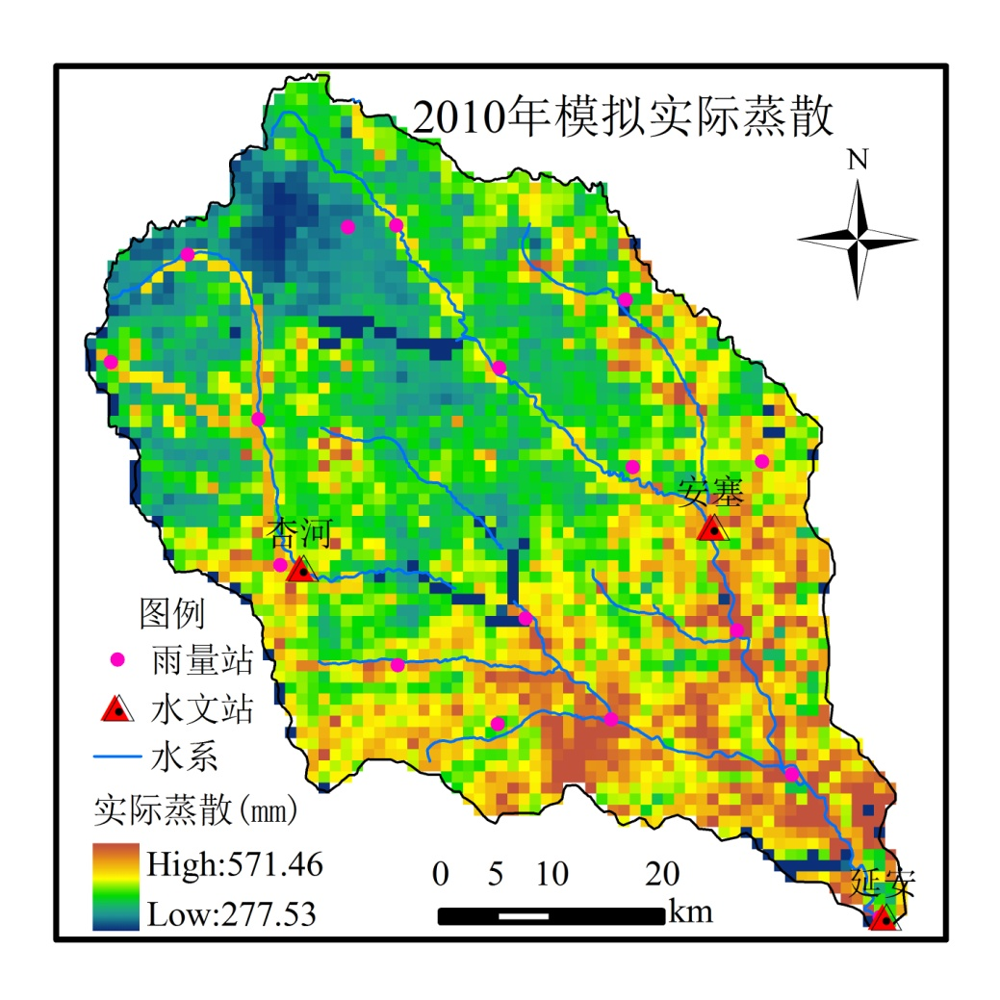 2010年模拟实际蒸散
N
安塞
杏河
图例
雨量站
水文站
水系
实际蒸散(mm)
High:571.46
Low:277.53
0 5 10 20
km
延安